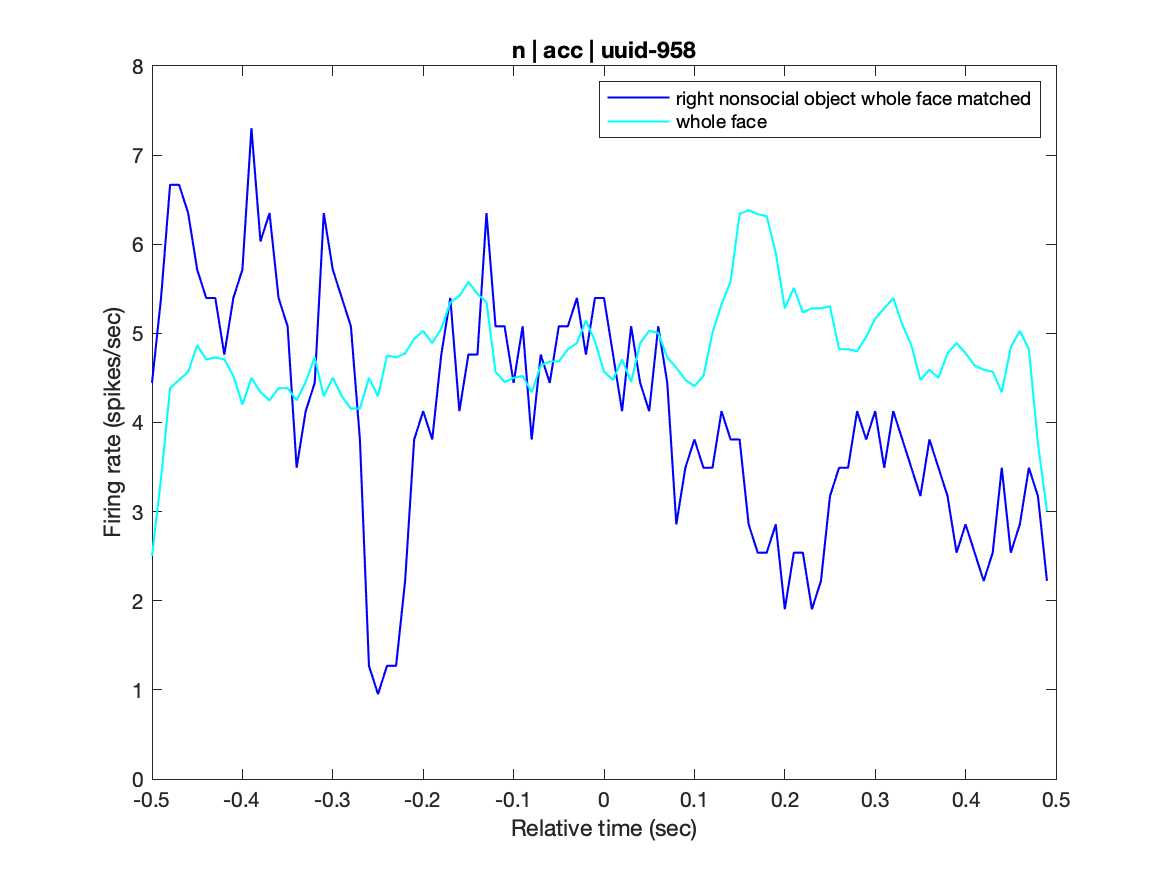 n | acc | uuid-958
right nonsocial object whole face matched
whole face
Firing rate (spikes/sec)
8
7
6
5
4
3
2
1
0
-0.5 -0.4 -0.3 -0.2 -0.1 0 0.1 0.2 0.3 0.4 0.5
Relative time (sec)